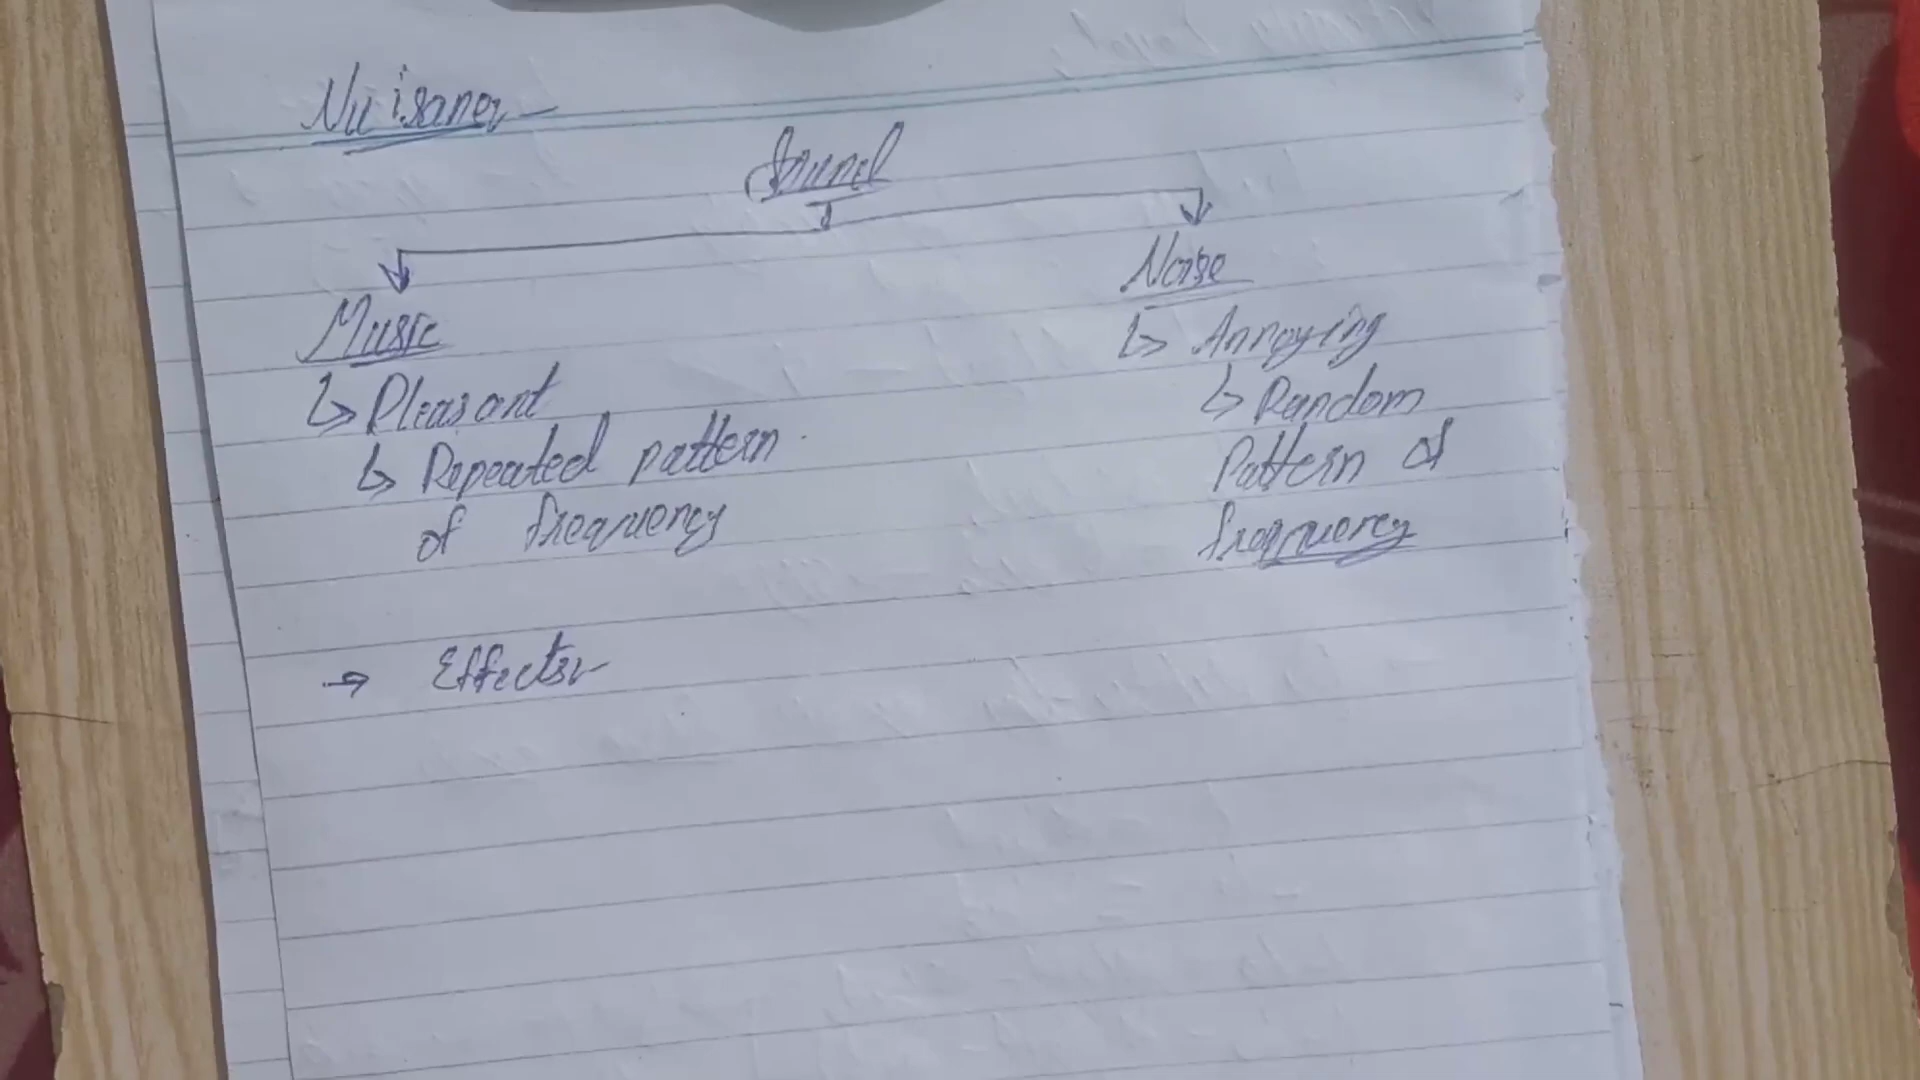 Nuisance
Sound
Music
↳ Pleasant
↳ Repeated pattern
of frequency
Noise
↳ Annoying
↳ Random
Pattern of
frequency
→ Effects